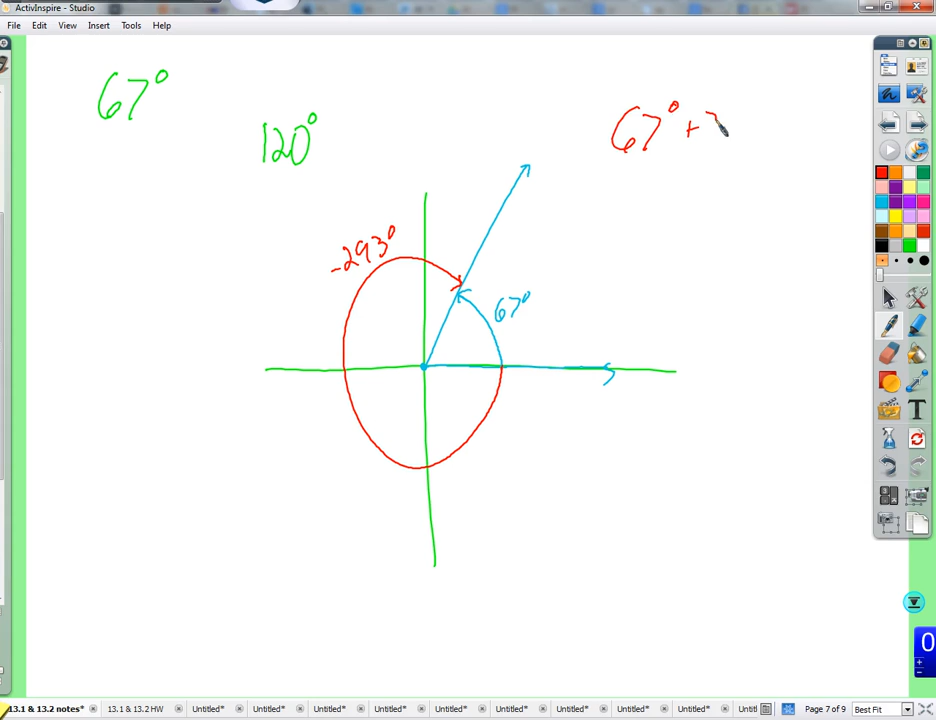 ActivInspire - Studio
File Edit View Insert Tools Help
67°
120°
67° +
-293°
67°
T
0
13.1 & 13.2 notes* 13.1 & 13.2 HW Untitled* Untitled* Untitled* Untitled* Untitled* Untitled* Untitled* Untitled* Untitled* Untitl Page 7 of 9 Best Fit